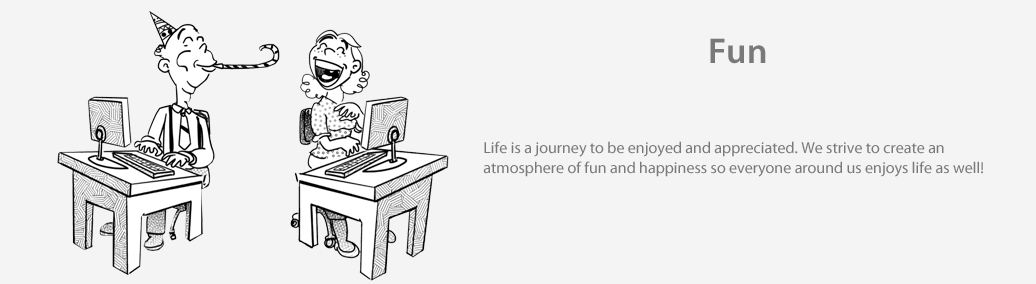 Fun
Life is a journey to be enjoyed and appreciated. We strive to create an
atmosphere of fun and happiness so everyone around us enjoys life as well!